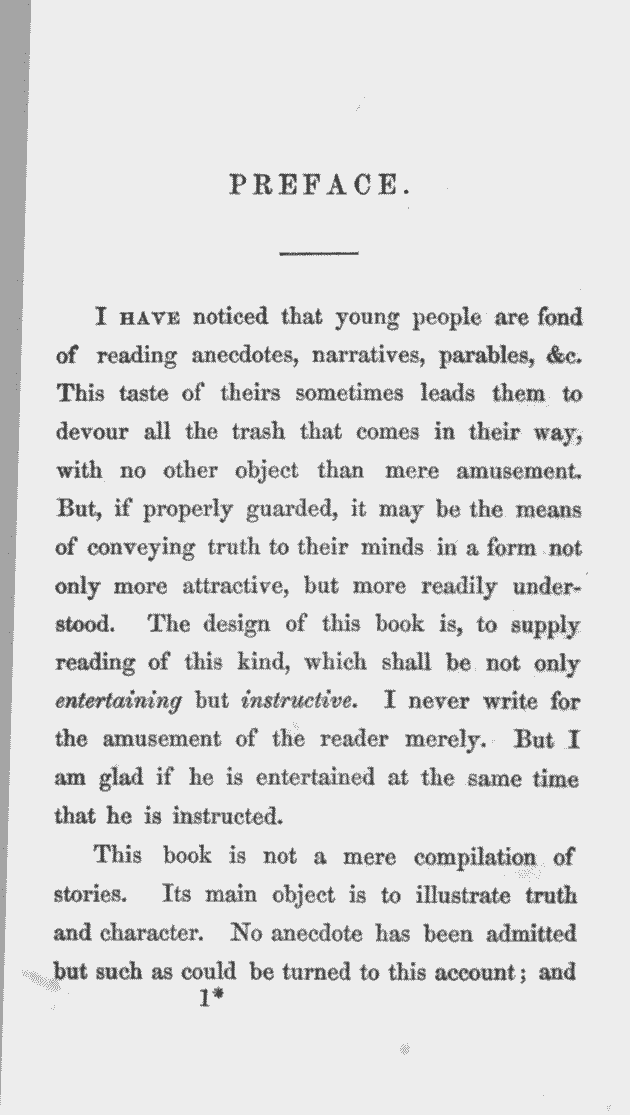 PREFACE.
I HAVE noticed that young people are fond
of reading anecdotes, narratives, parables, &c.
This taste of theirs sometimes leads them to
devour all the trash that comes in their way,
with no other object than mere amusement.
But, if properly guarded, it may be the means
of conveying truth to their minds in a form not
only more attractive, but more readily under-
stood. The design of this book is, to supply
reading of this kind, which shall be not only
entertaining but instructive. I never write for
the amusement of the reader merely. But I
am glad if he is entertained at the same time
that he is instructed.
This book is not a mere compilation of
stories. Its main object is to illustrate truth
and character. No anecdote has been admitted
but such as could be turned to this account; and
1*